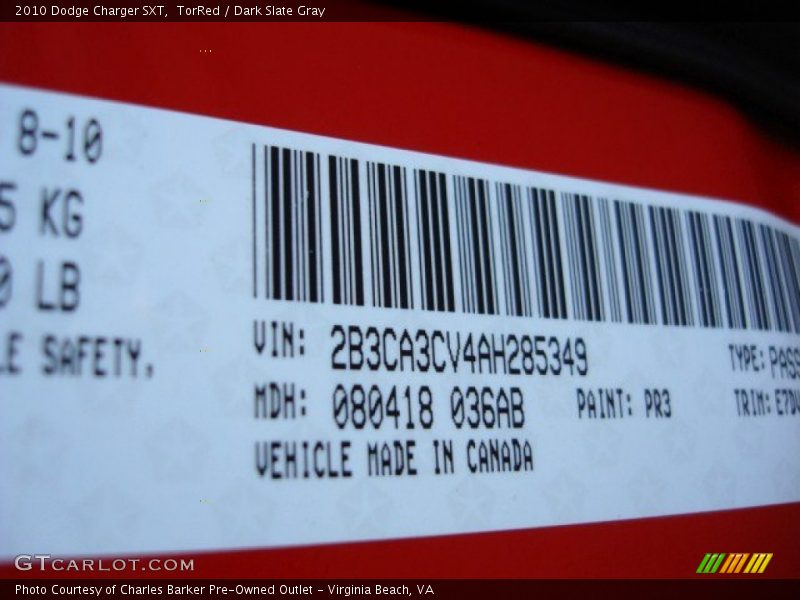 2010 Dodge Charger SXT,  TorRed / Dark Slate Gray
8-10
5 KG
0 LB
LE SAFETY.
VIN: 2B3CA3CV4AH285349 TYPE: PASS
MDH: 080418 036AB PAINT: PR3 TRIM: E7DV
VEHICLE MADE IN CANADA
GTCARLOT.COM
Photo Courtesy of Charles Barker Pre-Owned Outlet - Virginia Beach, VA